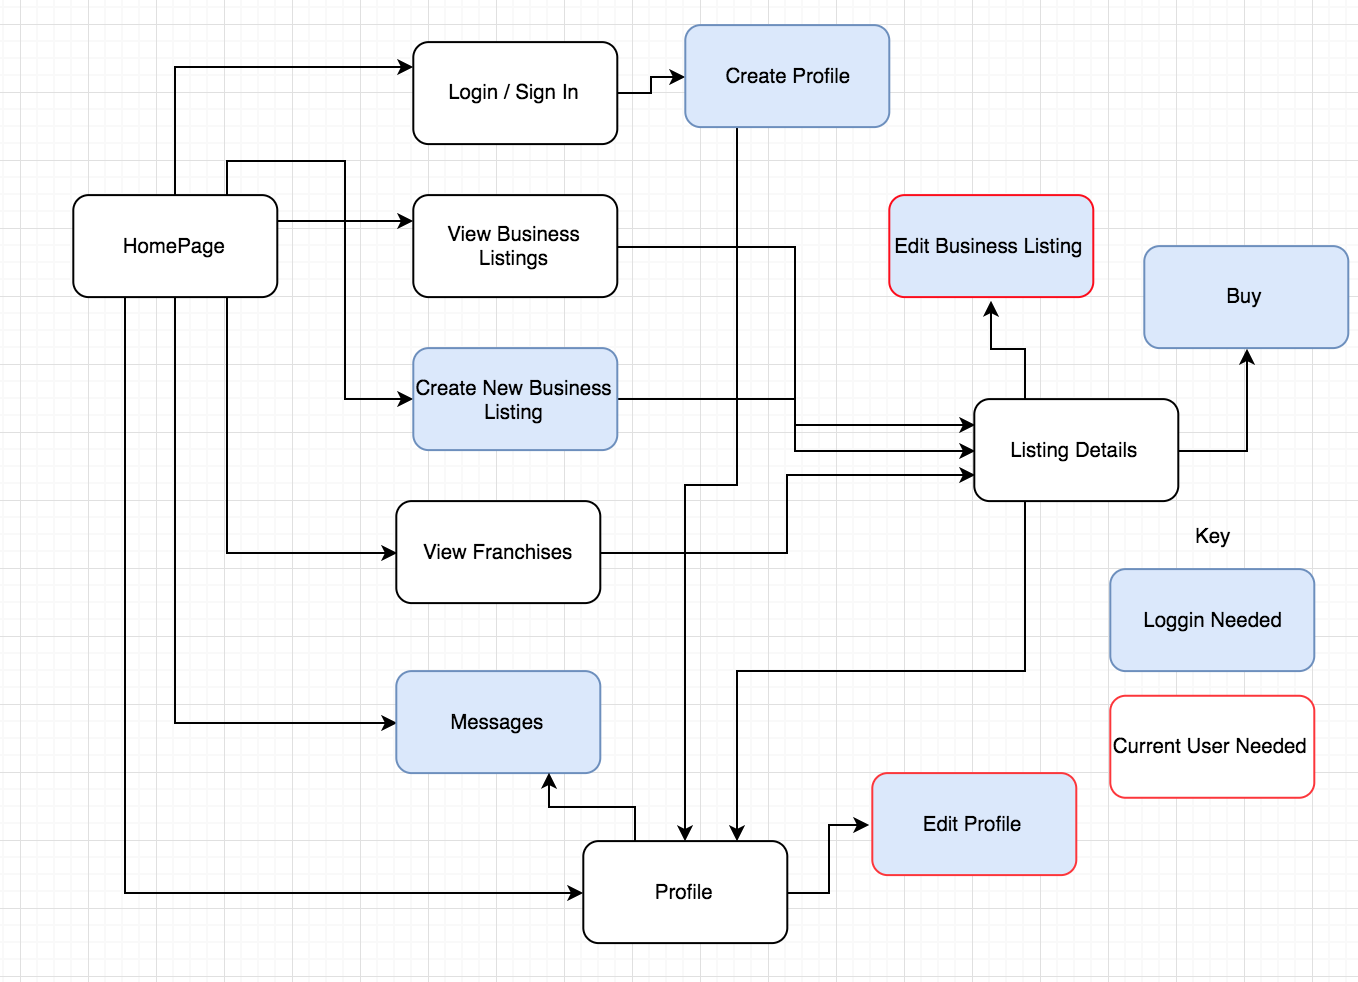 Login / Sign In
Create Profile
HomePage
View Business
Listings
Edit Business Listing
Buy
Create New Business
Listing
Listing Details
View Franchises
Key
Loggin Needed
Messages
Current User Needed
Edit Profile
Profile